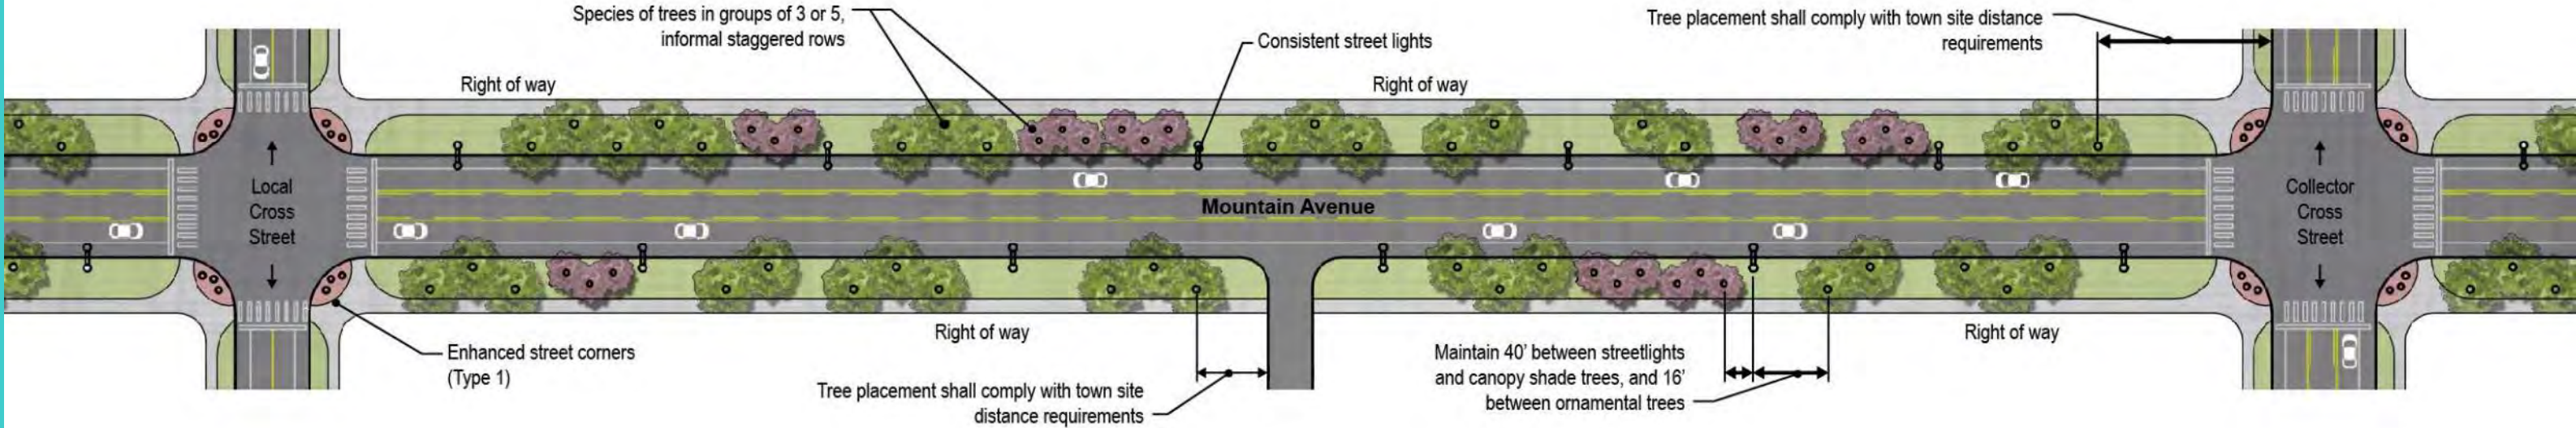 Species of trees in groups of 3 or 5,
informal staggered rows
Consistent street lights
Tree placement shall comply with town site distance
requirements
Right of way
Right of way
Local
Cross
Street
Mountain Avenue
Collector
Cross
Street
Right of way
Right of way
Enhanced street corners
(Type 1)
Tree placement shall comply with town site
distance requirements
Maintain 40’ between streetlights
and canopy shade trees, and 16’
between ornamental trees